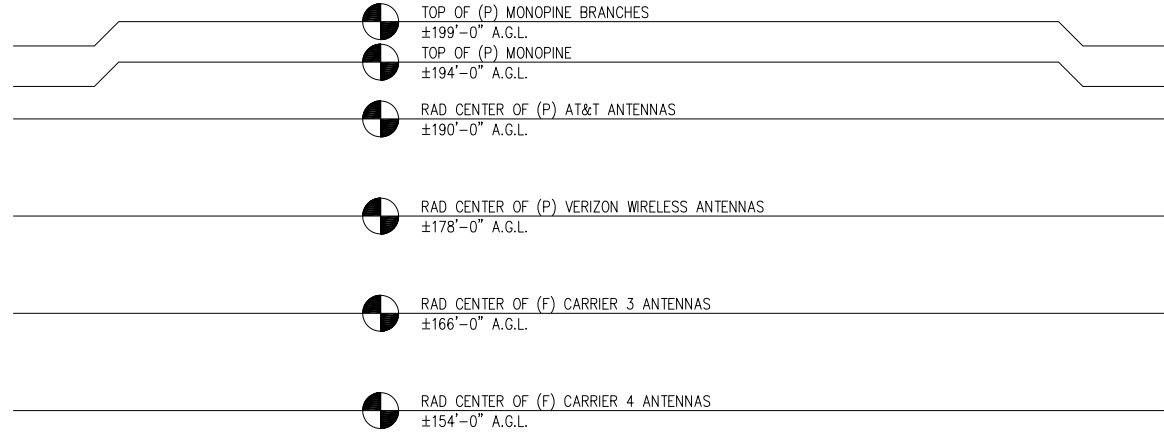 TOP OF (P) MONOPINE BRANCHES
±199'-0" A.G.L.
TOP OF (P) MONOPINE
±194'-0" A.G.L.
RAD CENTER OF (P) AT&T ANTENNAS
±190'-0" A.G.L.
RAD CENTER OF (P) VERIZON WIRELESS ANTENNAS
±178'-0" A.G.L.
RAD CENTER OF (F) CARRIER 3 ANTENNAS
±166'-0" A.G.L.
RAD CENTER OF (F) CARRIER 4 ANTENNAS
±154'-0" A.G.L.